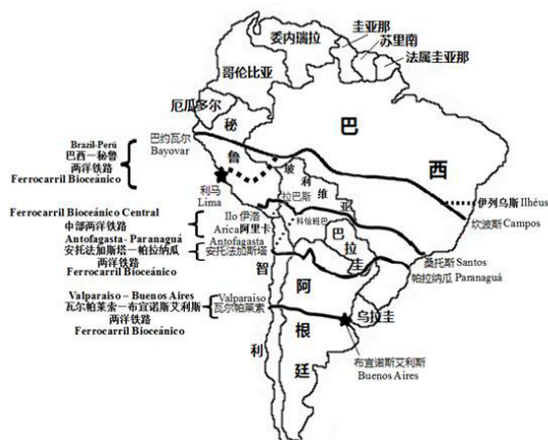 圭亚那
委内瑞拉
苏里南
法属圭亚那
哥伦比亚
厄瓜多尔
秘
鲁
巴
西
Brazil-Perú
巴西—秘鲁
两洋铁路
Ferrocarril Bioceánico
巴约瓦尔
Bayovar
利马
Lima
玻
利
维
亚
拉巴斯
科恰班巴
伊列乌斯 Ilhéus
坎波斯 Campos
Ferrocarril Bioceánico Central
中部两洋铁路
Antofagasta- Paranaguá
安托法加斯塔—帕拉纳瓜
两洋铁路
Ferrocarril Bioceánico
Ilo 伊洛
Arica阿里卡
Antofagasta
安托法加斯塔
巴
拉
圭
桑托斯 Santos
帕拉纳瓜 Paranaguá
智
利
阿
根
廷
乌拉圭
Valparaíso – Buenos Aires
瓦尔帕莱索—布宜诺斯艾利斯
两洋铁路
Ferrocarril Bioceánico
Valparaíso
瓦尔帕莱索
布宜诺斯艾利斯
Buenos Aires